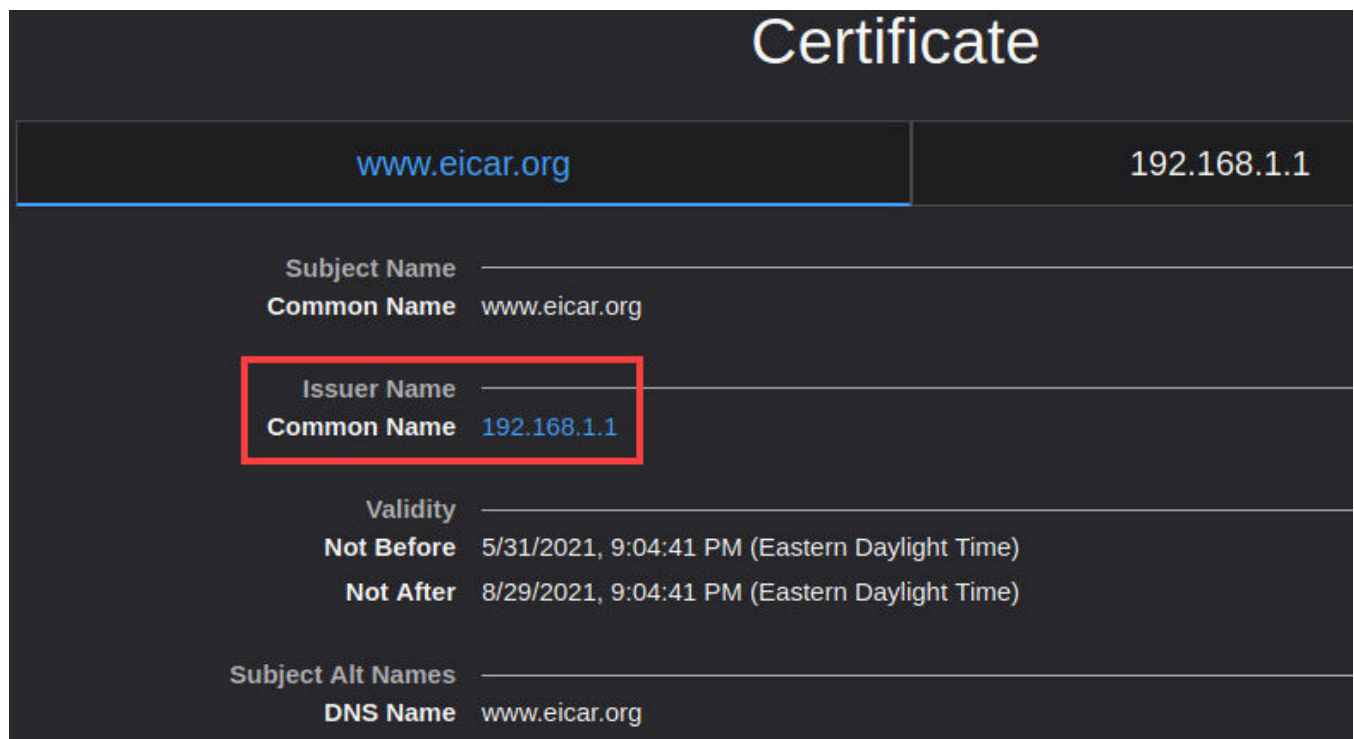 Certificate
www.eicar.org 192.168.1.1
Subject Name
Common Name www.eicar.org
Issuer Name
Common Name 192.168.1.1
Validity
Not Before 5/31/2021, 9:04:41 PM (Eastern Daylight Time)
Not After 8/29/2021, 9:04:41 PM (Eastern Daylight Time)
Subject Alt Names
DNS Name www.eicar.org